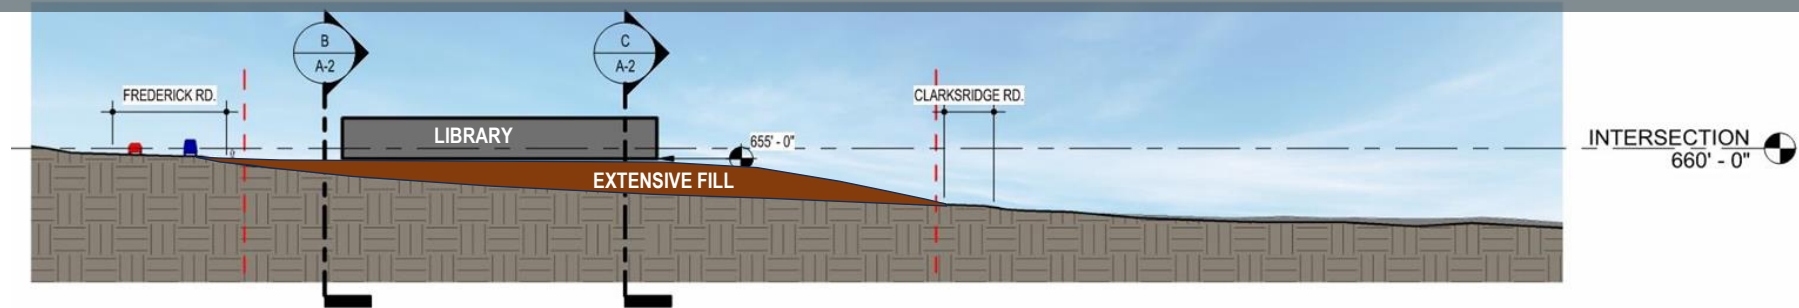 B
A-2
C
A-2
FREDERICK RD.
CLARKSRIDGE RD.
LIBRARY
655' - 0"
INTERSECTION
660' - 0"
EXTENSIVE FILL